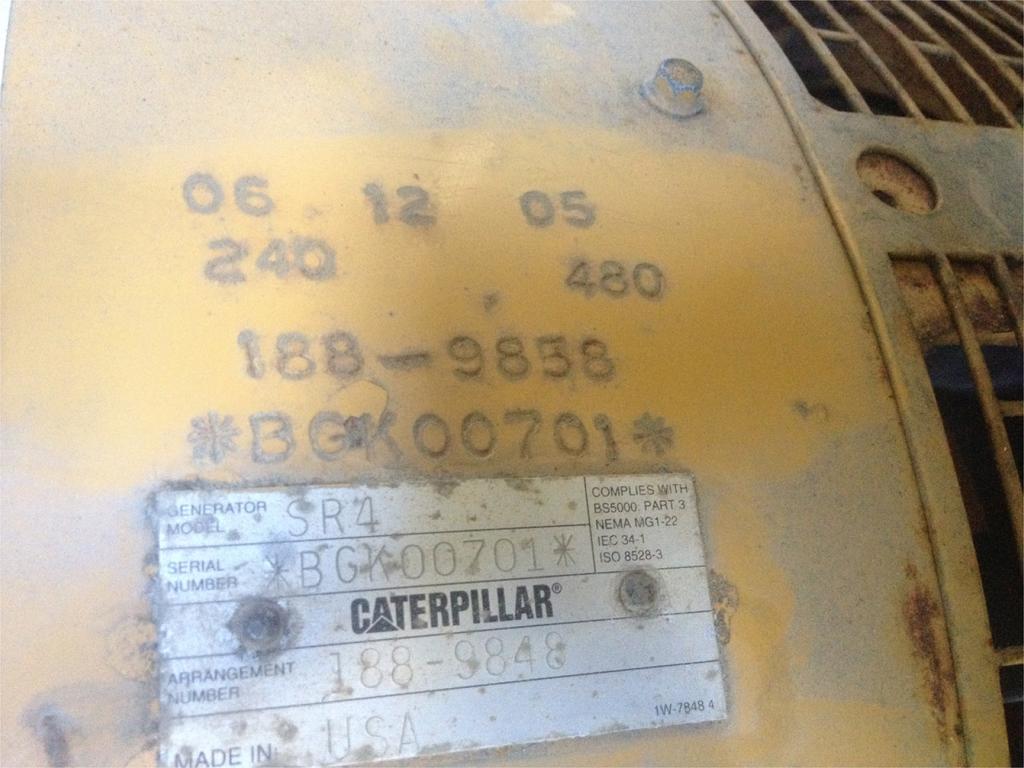 06 12 05
240 480
188-9858
*BGK00701*
GENERATOR MODEL SR4
COMPLIES WITH
BS5000, PART 3
NEMA MG1-22
IEC 34-1
ISO 8528-3
SERIAL NUMBER *BGK00701*
CATERPILLAR®
ARRANGEMENT NUMBER 188-9848
1W-7848 4
MADE IN: USA